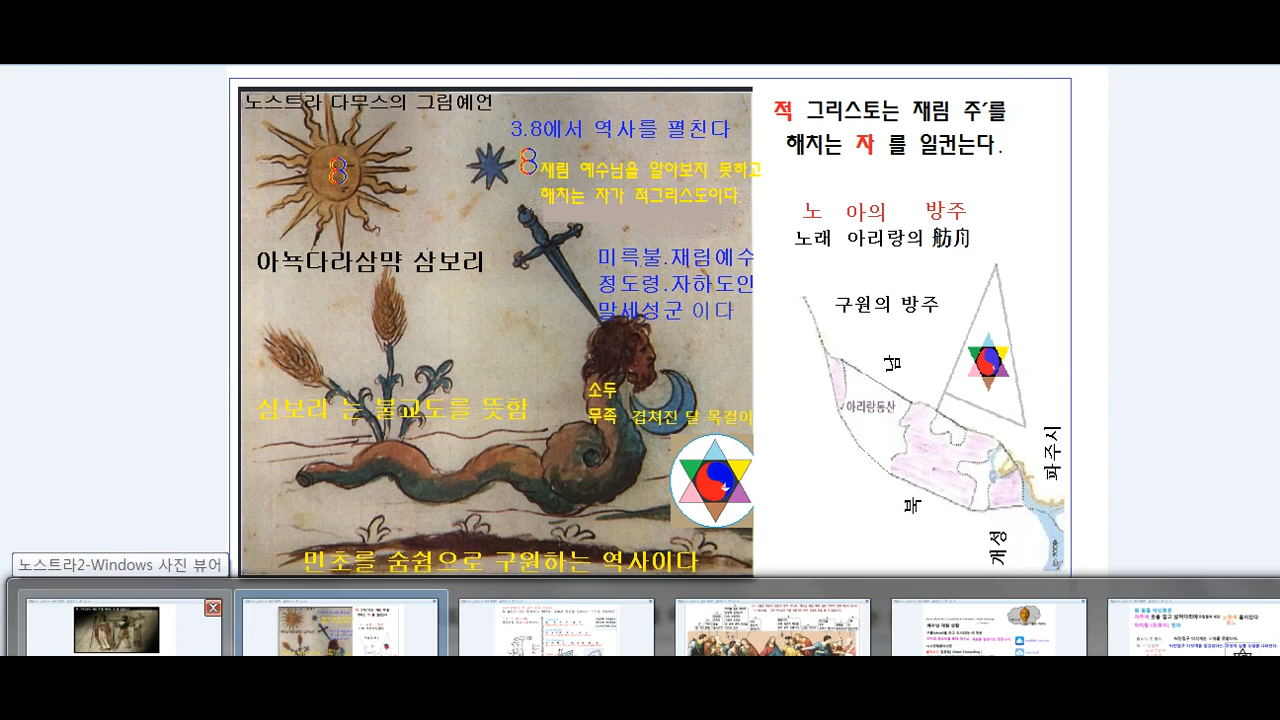 노스트라 다무스의 그림예언
3.8에서 역사를 펼친다
8
8
재림 예수님을 알아보지 못하고
해치는 자가 적그리스도이다.
아뇩다라삼먁 삼보리
미륵불.재림예수
정도령.자하도인
말세성군 이다
소두
무족 겹쳐진 달 목걸이
삼보리 는 불교도를 뜻함
민초를 숨쉼으로 구원하는 역사이다
적 그리스토는 재림 주′를
해치는 자 를 일컫는다.
노 아의 방주
노래 아리랑의 舫舟
구원의 방주
남
아리랑동산
북
파주시
개성
노스트라2-Windows 사진 뷰어